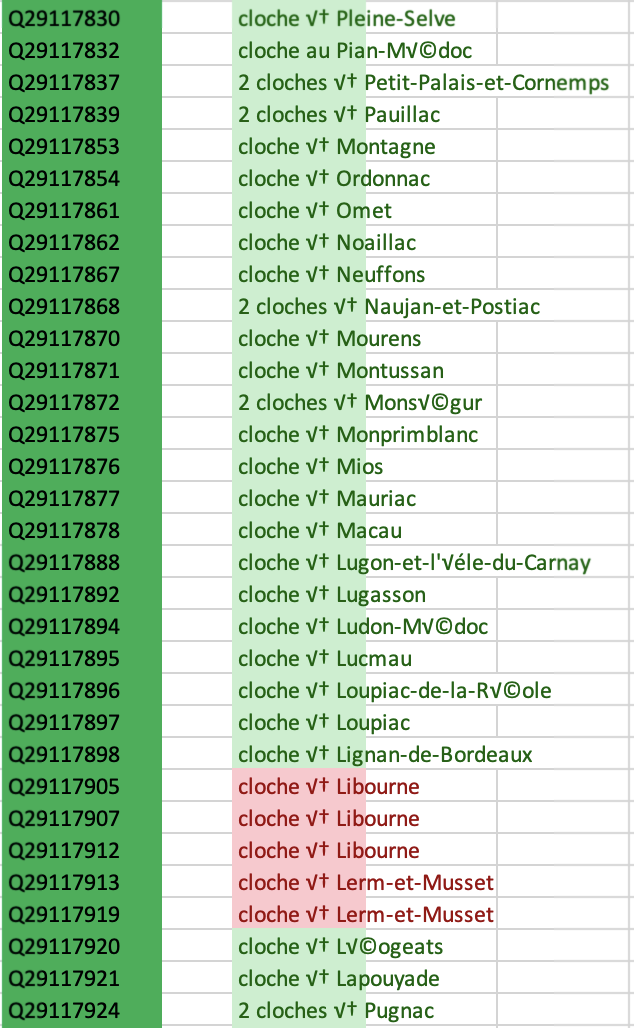 Q29117830 cloche √† Pleine-Selve
Q29117832 cloche au Pian-M√©doc
Q29117837 2 cloches √† Petit-Palais-et-Cornemps
Q29117839 2 cloches √† Pauillac
Q29117853 cloche √† Montagne
Q29117854 cloche √† Ordonnac
Q29117861 cloche √† Omet
Q29117862 cloche √† Noaillac
Q29117867 cloche √† Neuffons
Q29117868 2 cloches √† Naujan-et-Postiac
Q29117870 cloche √† Mourens
Q29117871 cloche √† Montussan
Q29117872 2 cloches √† Mons√©gur
Q29117875 cloche √† Monprimblanc
Q29117876 cloche √† Mios
Q29117877 cloche √† Mauriac
Q29117878 cloche √† Macau
Q29117888 cloche √† Lugon-et-l'√éle-du-Carnay
Q29117892 cloche √† Lugasson
Q29117894 cloche √† Ludon-M√©doc
Q29117895 cloche √† Lucmau
Q29117896 cloche √† Loupiac-de-la-R√©ole
Q29117897 cloche √† Loupiac
Q29117898 cloche √† Lignan-de-Bordeaux
Q29117905 cloche √† Libourne
Q29117907 cloche √† Libourne
Q29117912 cloche √† Libourne
Q29117913 cloche √† Lerm-et-Musset
Q29117919 cloche √† Lerm-et-Musset
Q29117920 cloche √† L√©ogeats
Q29117921 cloche √† Lapouyade
Q29117924 2 cloches √† Pugnac